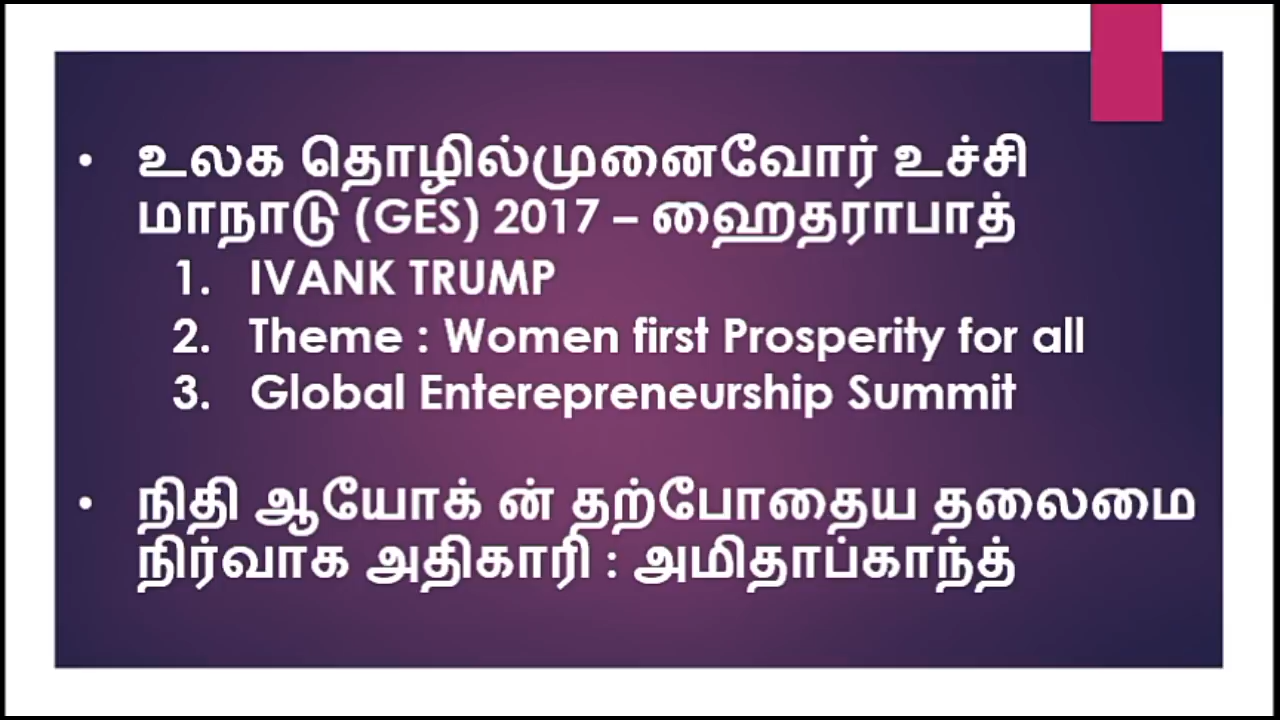 • உலக தொழில்முனைவோர் உச்சி
மாநாடு (GES) 2017 – ஹைதராபாத்
1. IVANK TRUMP
2. Theme : Women first Prosperity for all
3. Global Enterepreneurship Summit
• நிதி ஆயோக் ன் தற்போதைய தலைமை
நிர்வாக அதிகாரி : அமிதாப்காந்த்